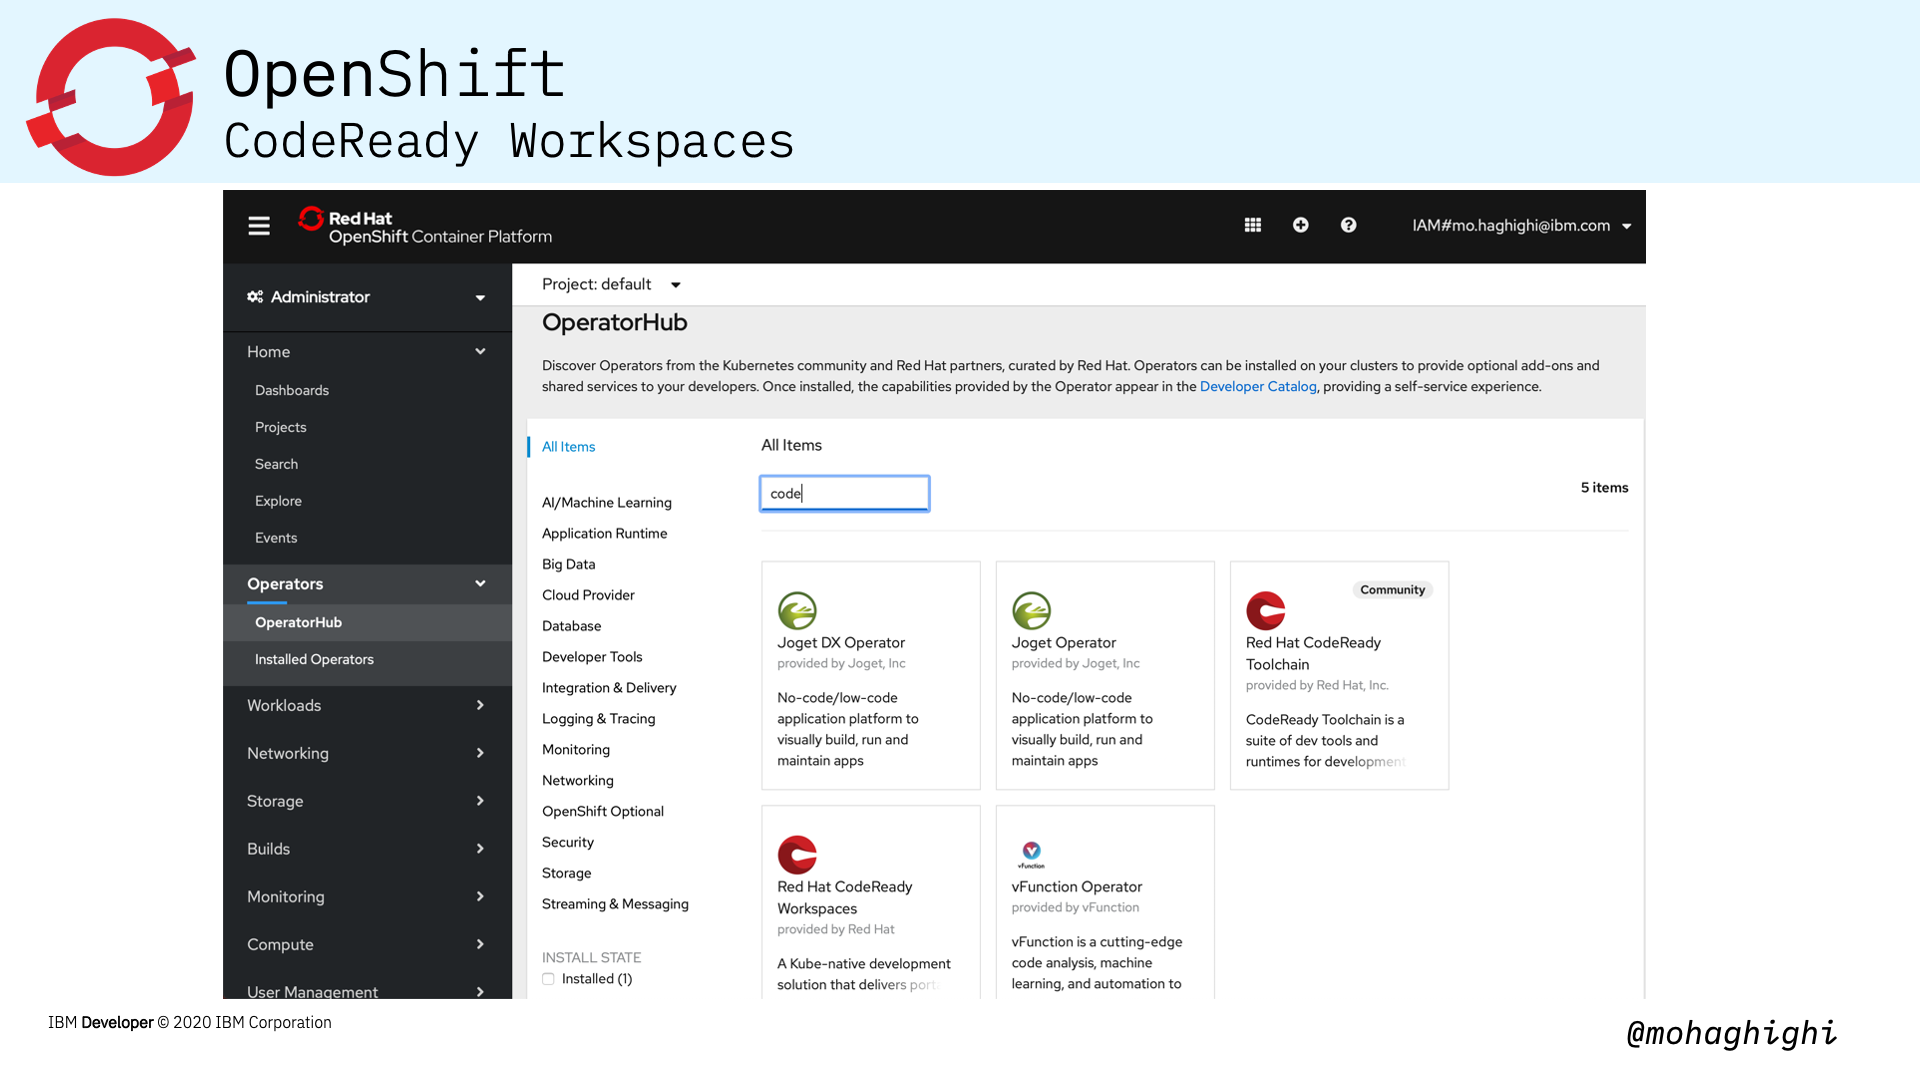 OpenShift
CodeReady Workspaces
Red Hat
OpenShift Container Platform
IAM#mo.haghighi@ibm.com
Administrator
Home
Dashboards
Projects
Search
Explore
Events
Operators
OperatorHub
Installed Operators
Workloads
Networking
Storage
Builds
Monitoring
Compute
User Management
Project: default
OperatorHub
Discover Operators from the Kubernetes community and Red Hat partners, curated by Red Hat. Operators can be installed on your clusters to provide optional add-ons and
shared services to your developers. Once installed, the capabilities provided by the Operator appear in the Developer Catalog, providing a self-service experience.
All Items
AI/Machine Learning
Application Runtime
Big Data
Cloud Provider
Database
Developer Tools
Integration & Delivery
Logging & Tracing
Monitoring
Networking
OpenShift Optional
Security
Storage
Streaming & Messaging
INSTALL STATE
Installed (1)
All Items
code
5 items
Joget DX Operator
provided by Joget, Inc
No-code/low-code
application platform to
visually build, run and
maintain apps
Joget Operator
provided by Joget, Inc
No-code/low-code
application platform to
visually build, run and
maintain apps
Community
Red Hat CodeReady
Toolchain
provided by Red Hat, Inc.
CodeReady Toolchain is a
suite of dev tools and
runtimes for development
Red Hat CodeReady
Workspaces
provided by Red Hat
A Kube-native development
solution that delivers
vFunction
vFunction Operator
provided by vFunction
vFunction is a cutting-edge
code analysis, machine
learning, and automation to
IBM Developer © 2020 IBM Corporation
@mohaghighi